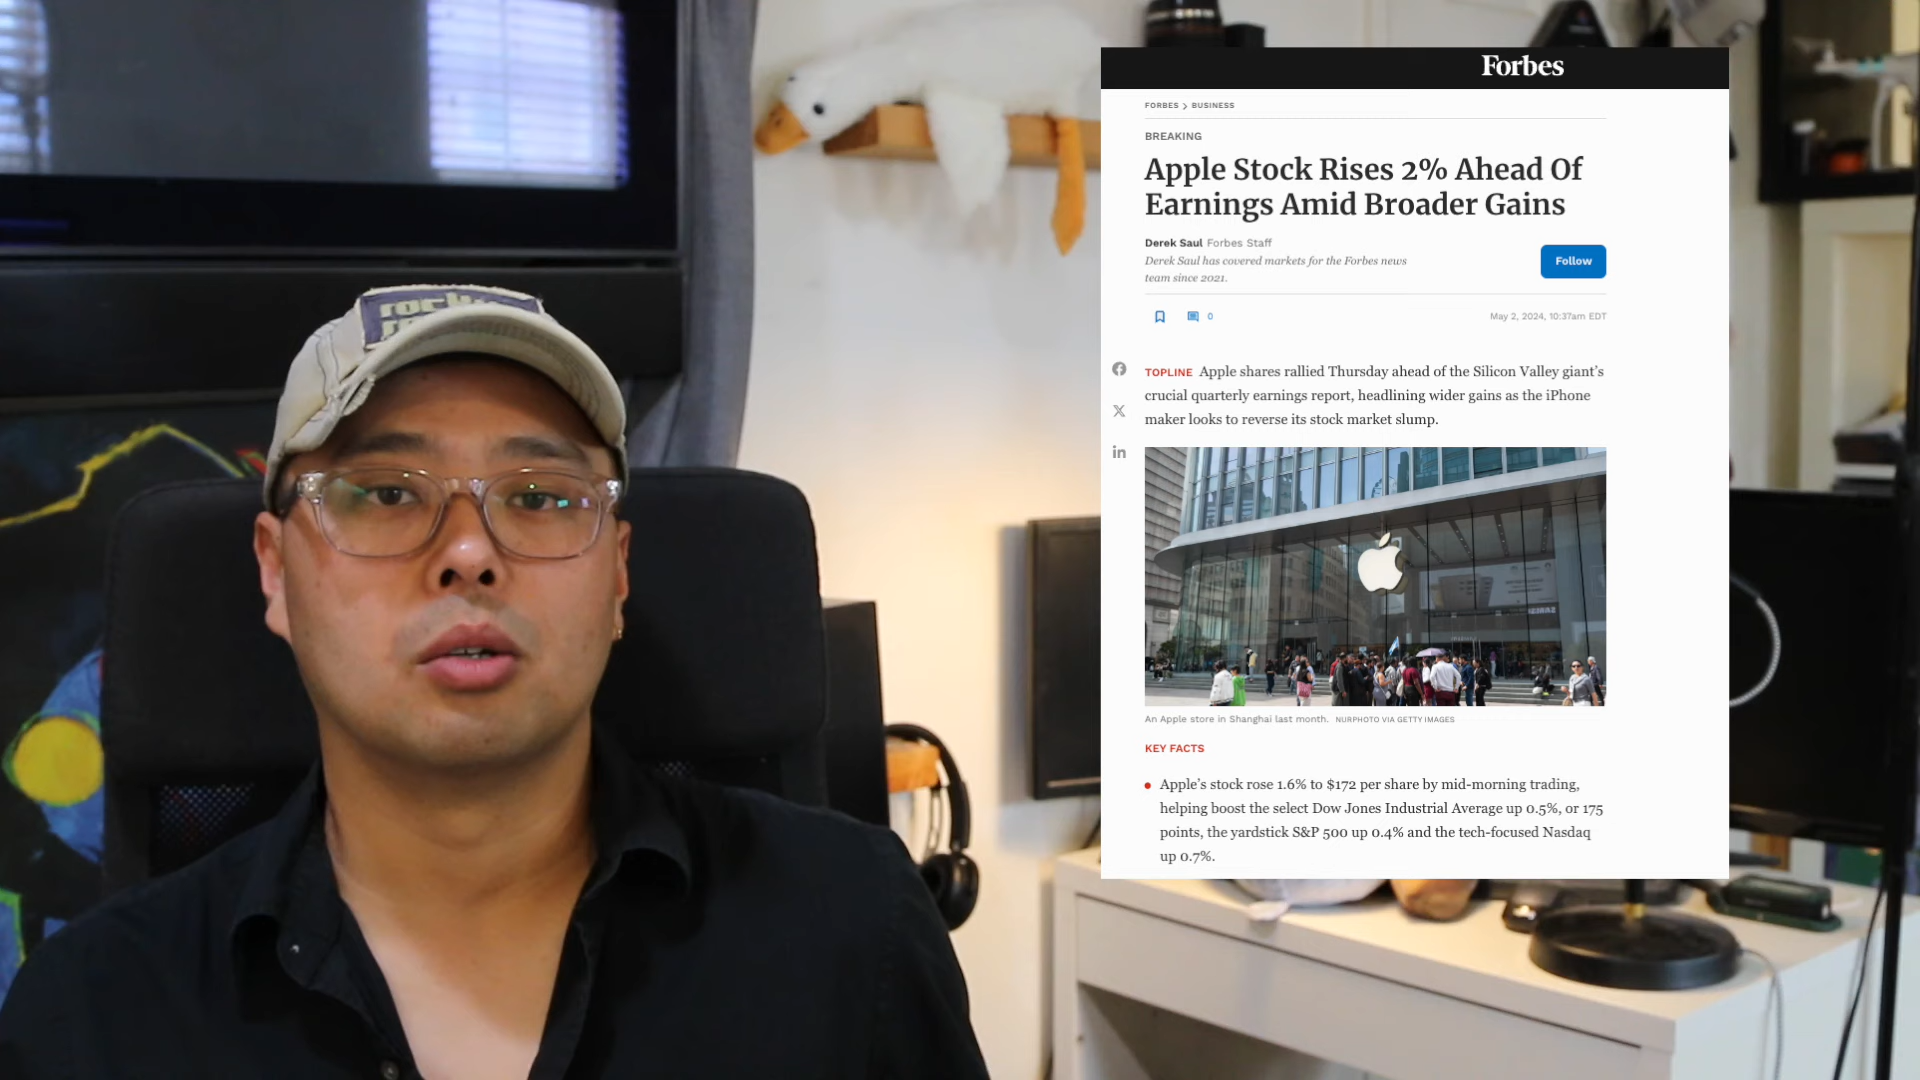 rock
Forbes
FORBES > BUSINESS
BREAKING
Apple Stock Rises 2% Ahead Of
Earnings Amid Broader Gains
Derek Saul Forbes Staff
Derek Saul has covered markets for the Forbes news
team since 2021.
Follow
0
May 2, 2024, 10:37am EDT
TOPLINE Apple shares rallied Thursday ahead of the Silicon Valley giant's
crucial quarterly earnings report, headlining wider gains as the iPhone
maker looks to reverse its stock market slump.
An Apple store in Shanghai last month. NURPHOTO VIA GETTY IMAGES
KEY FACTS
Apple's stock rose 1.6% to $172 per share by mid-morning trading,
helping boost the select Dow Jones Industrial Average up 0.5%, or 175
points, the yardstick S&P 500 up 0.4% and the tech-focused Nasdaq
up 0.7%.